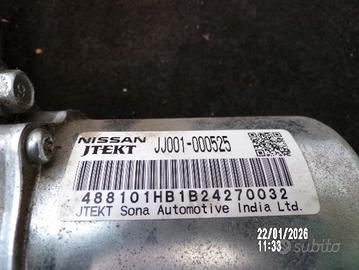 NISSAN
JTEKT JJ001-000525
488101HB1B24270032
JTEKT Sona Automotive India Ltd.
22/01/2026
11:33
subito